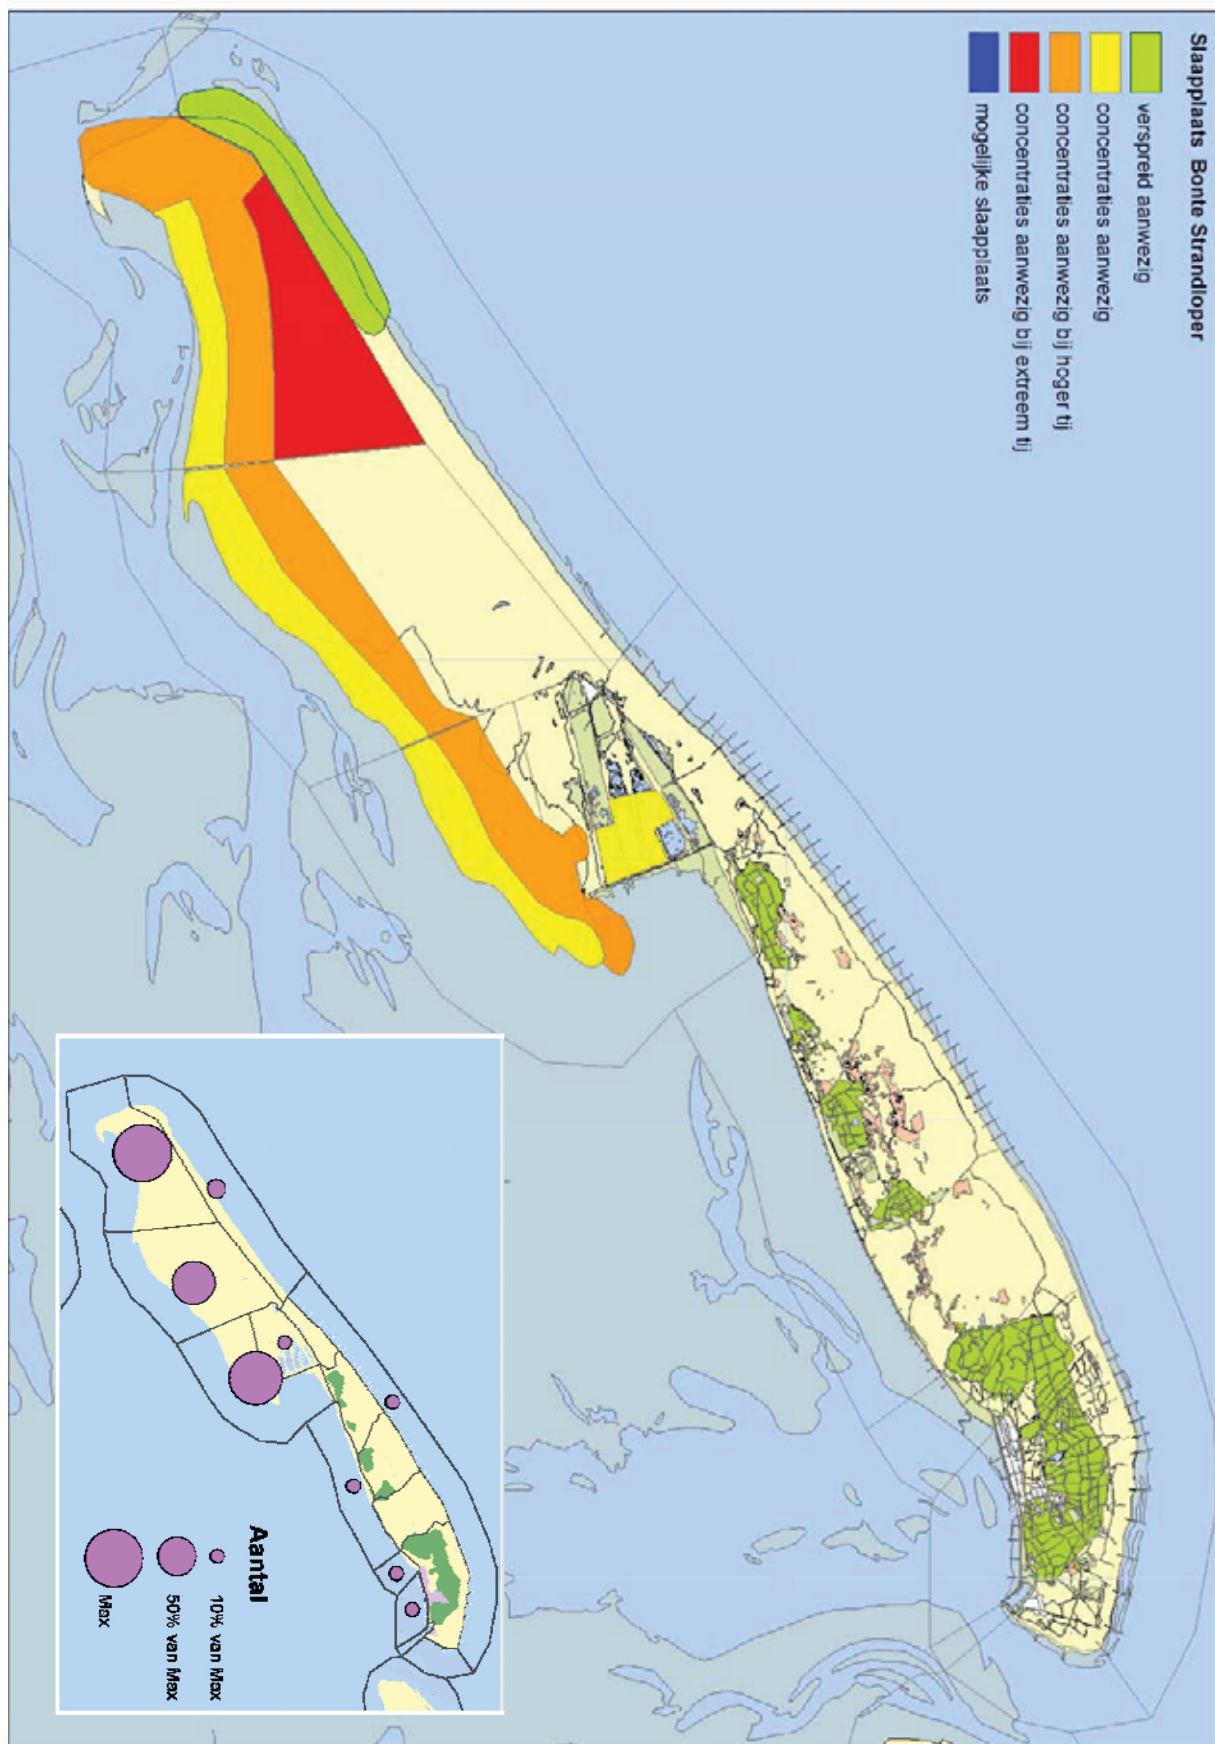 Slaapplaats Bonte Strandloper
verspreid aanwezig
concentraties aanwezig
concentraties aanwezig bij hoger tij
concentraties aanwezig bij extreem tij
mogelijke slaapplaats
Aantal
10% van Max
50% van Max
Max